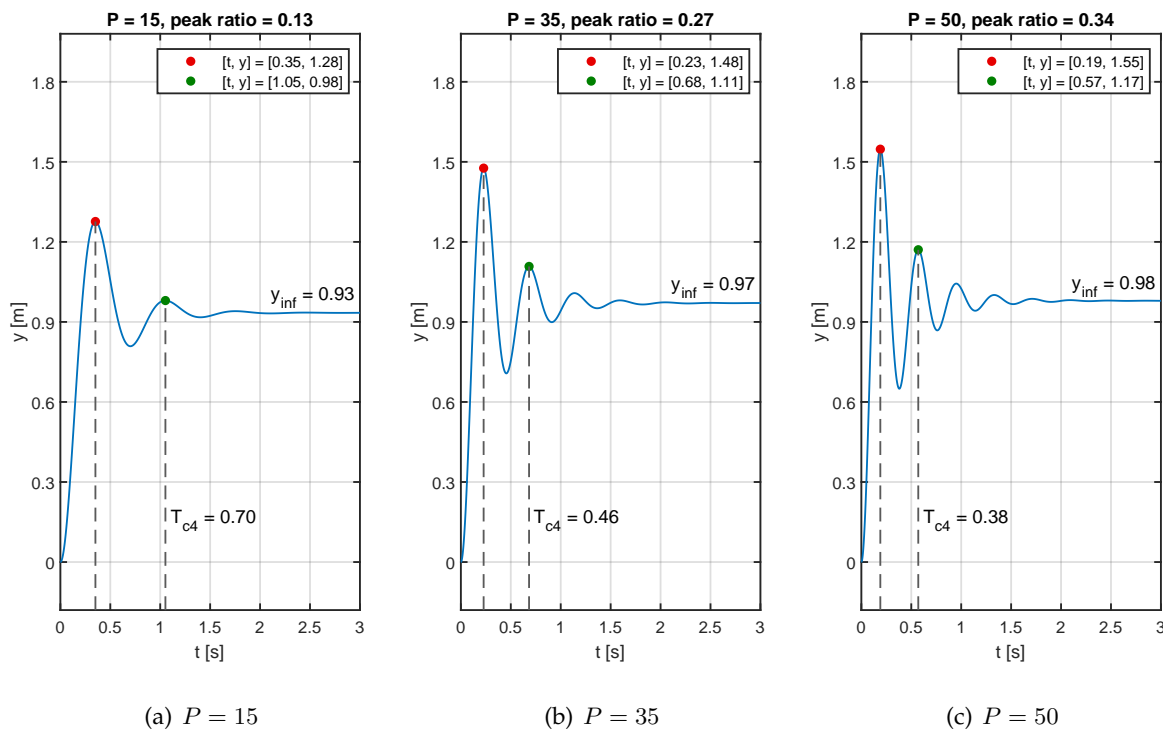 P = 15, peak ratio = 0.13
[t, y] = [0.35, 1.28]
[t, y] = [1.05, 0.98]
y_inf = 0.93
T_c4 = 0.70
1.8
1.5
1.2
0.9
0.6
0.3
0
y [m]
0 0.5 1 1.5 2 2.5 3
t [s]
(a) P = 15
P = 35, peak ratio = 0.27
[t, y] = [0.23, 1.48]
[t, y] = [0.68, 1.11]
y_inf = 0.97
T_c4 = 0.46
1.8
1.5
1.2
0.9
0.6
0.3
0
y [m]
0 0.5 1 1.5 2 2.5 3
t [s]
(b) P = 35
P = 50, peak ratio = 0.34
[t, y] = [0.19, 1.55]
[t, y] = [0.57, 1.17]
y_inf = 0.98
T_c4 = 0.38
1.8
1.5
1.2
0.9
0.6
0.3
0
y [m]
0 0.5 1 1.5 2 2.5 3
t [s]
(c) P = 50